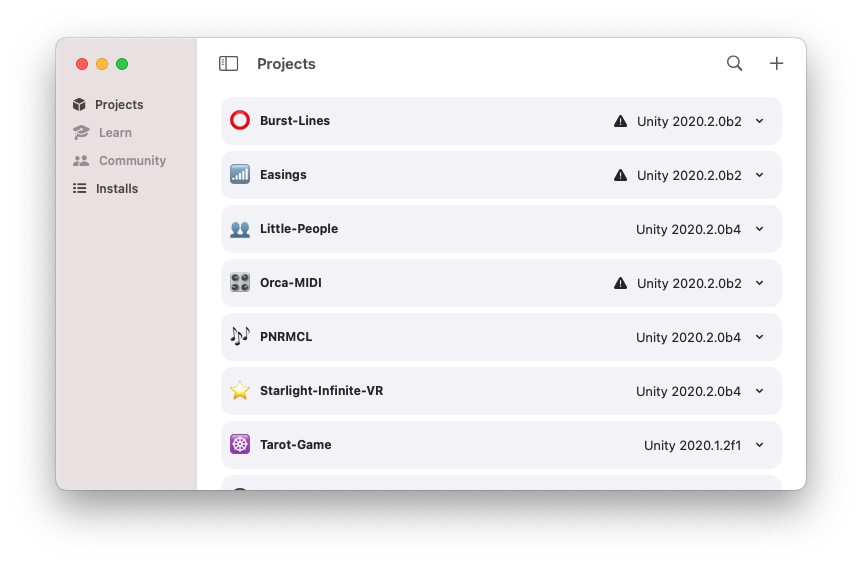 Projects
Projects
Learn
Community
Installs
Burst-Lines Unity 2020.2.0b2
Easings Unity 2020.2.0b2
Little-People Unity 2020.2.0b4
Orca-MIDI Unity 2020.2.0b2
PNRMCL Unity 2020.2.0b4
Starlight-Infinite-VR Unity 2020.2.0b4
Tarot-Game Unity 2020.1.2f1